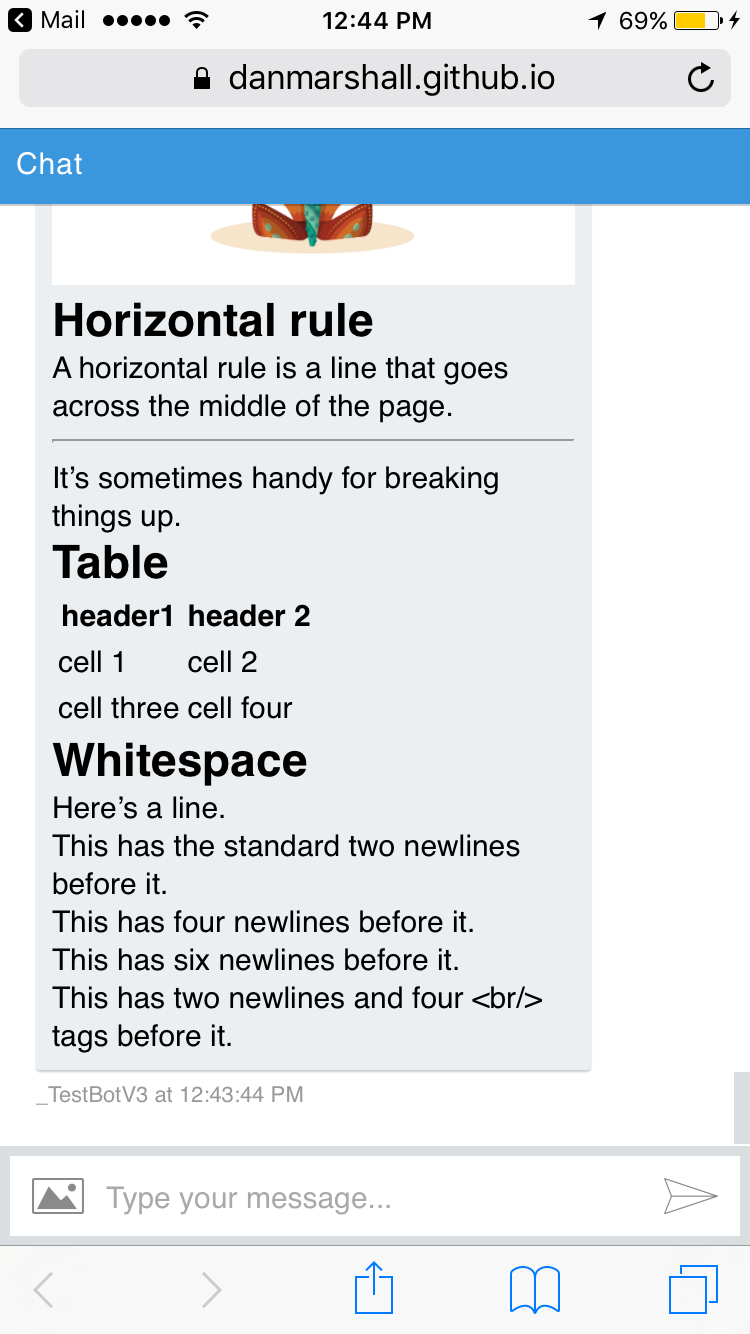 Mail 12:44 PM 69%
danmarshall.github.io
Chat
Horizontal rule
A horizontal rule is a line that goes
across the middle of the page.
It’s sometimes handy for breaking
things up.
Table
header1 header 2
cell 1 cell 2
cell three cell four
Whitespace
Here’s a line.
This has the standard two newlines
before it.
This has four newlines before it.
This has six newlines before it.
This has two newlines and four <br/>
tags before it.
_TestBotV3 at 12:43:44 PM
Type your message...